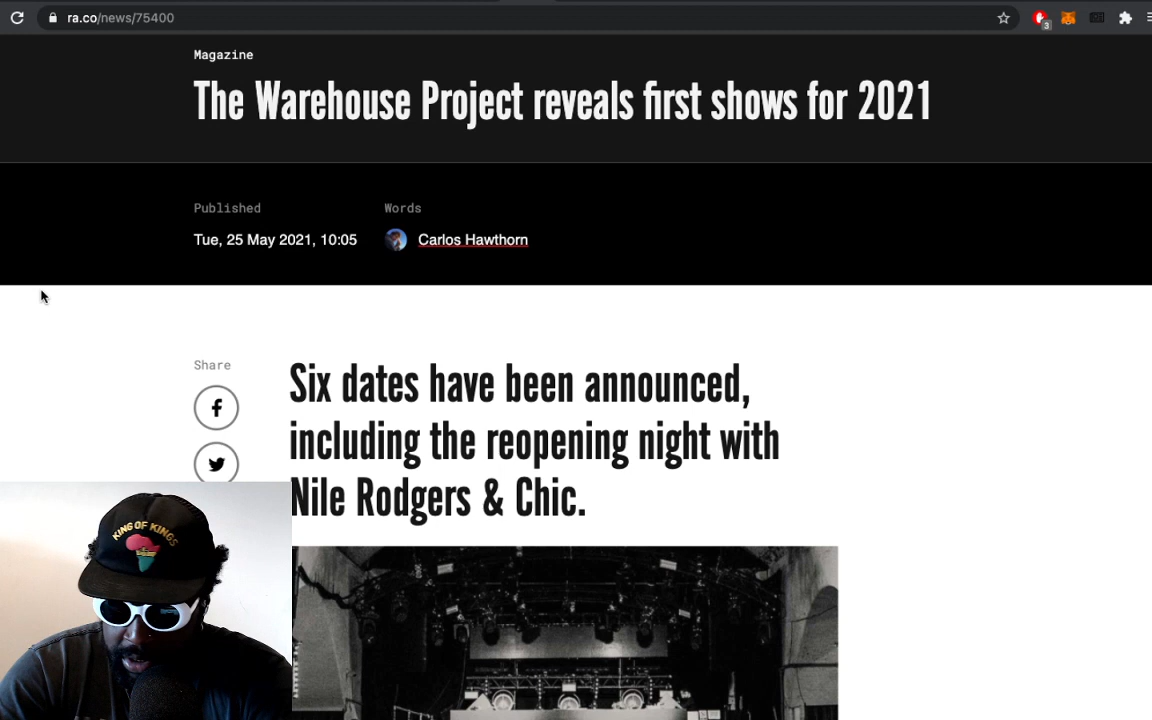 ra.co/news/75400
3
Magazine
The Warehouse Project reveals first shows for 2021
Published
Words
Tue, 25 May 2021, 10:05
Carlos Hawthorn
Share
Six dates have been announced,
including the reopening night with
Nile Rodgers & Chic.
KING OF KINGS